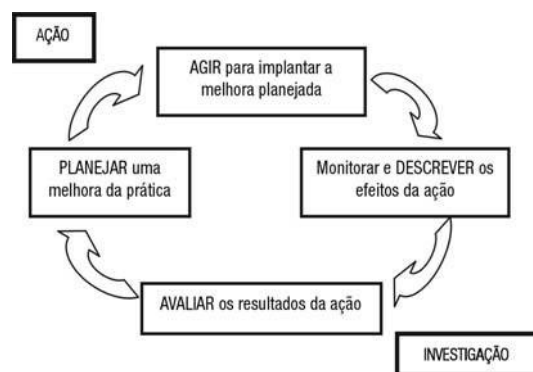 AÇÃO
AGIR para implantar a
melhora planejada
PLANEJAR uma
melhora da prática
Monitorar e DESCREVER os
efeitos da ação
AVALIAR os resultados da ação
INVESTIGAÇÃO